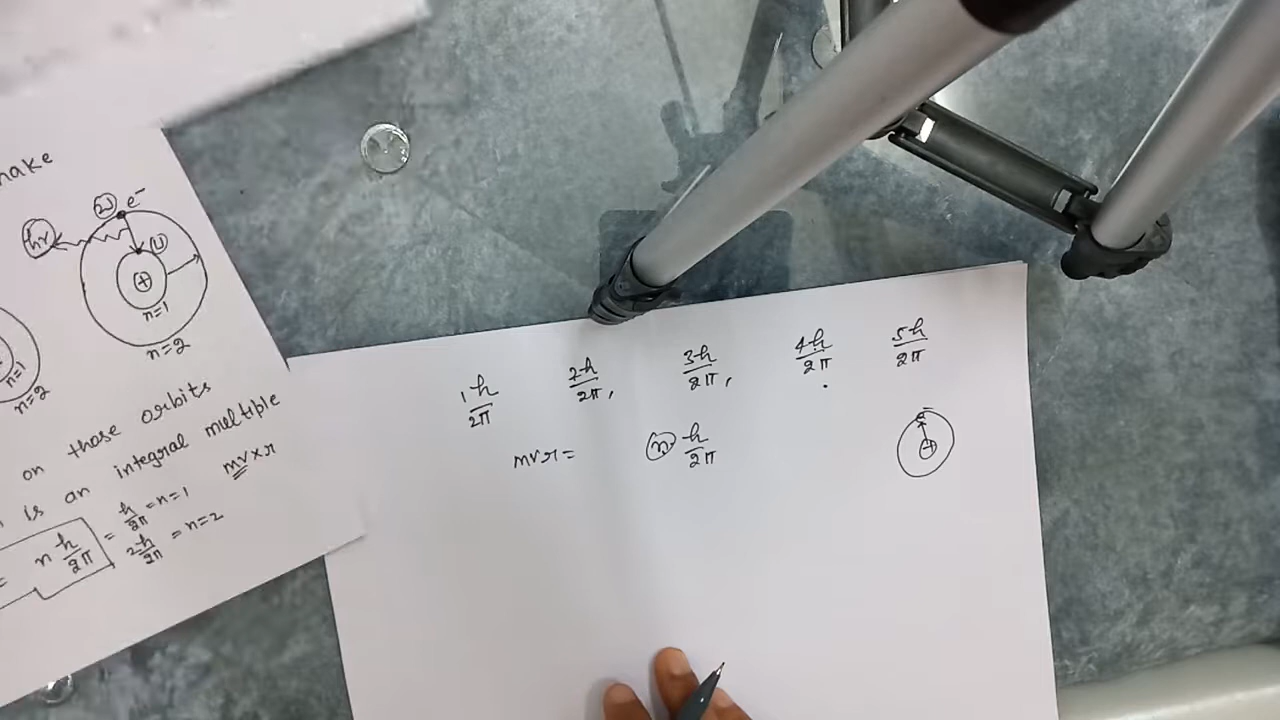 make
② e⁻
hν
①
+
n=1
n=2
n=1
n=2
on those orbits
is an integral multiple
mv×r
= n h/2π = h/2π = n=1
2h/2π = n=2
1h/2π 2h/2π, 3h/2π, 4h/2π 5h/2π
mvr= n h/2π
+